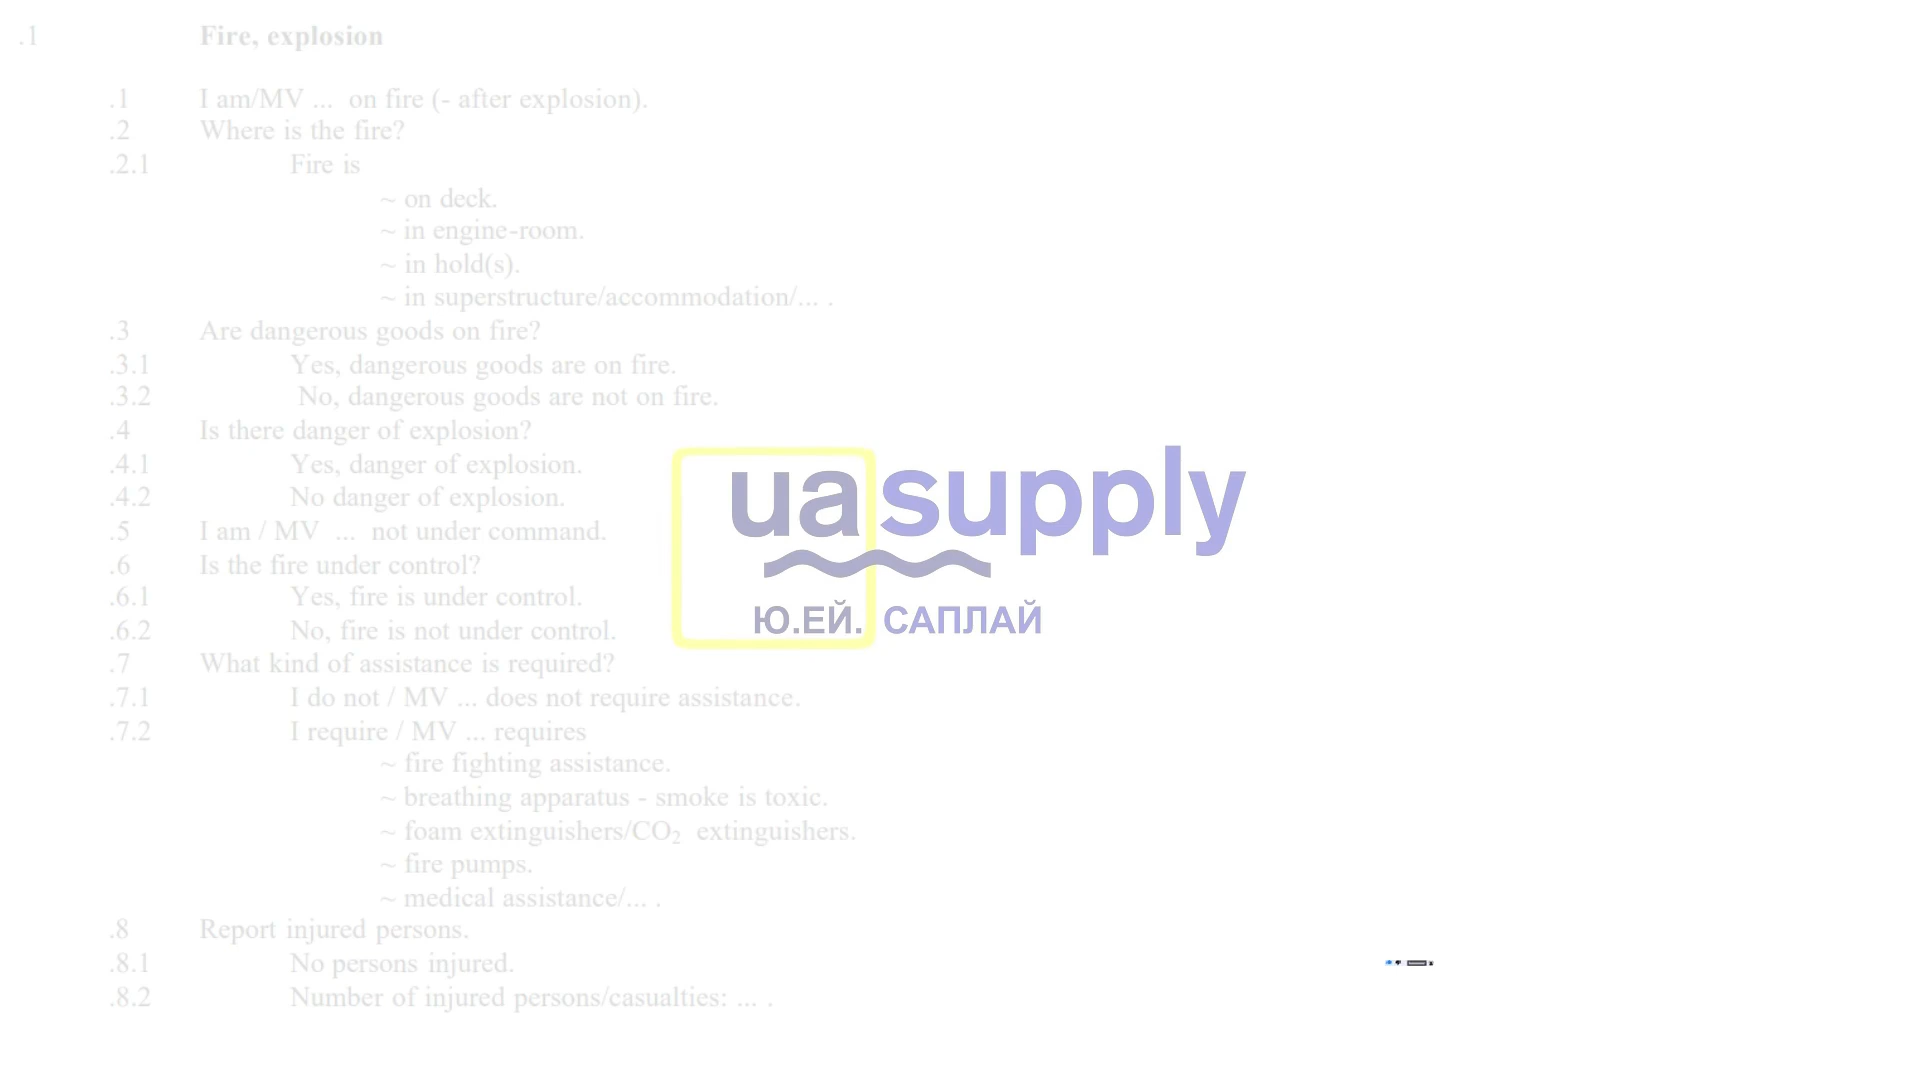 .1 Fire, explosion
.1 I am/MV ... on fire (- after explosion).
.2 Where is the fire?
.2.1 Fire is
~ on deck.
~ in engine-room.
~ in hold(s).
~ in superstructure/accommodation/... .
.3 Are dangerous goods on fire?
.3.1 Yes, dangerous goods are on fire.
.3.2 No, dangerous goods are not on fire.
.4 Is there danger of explosion?
.4.1 Yes, danger of explosion.
.4.2 No danger of explosion.
.5 I am / MV ... not under command.
.6 Is the fire under control?
.6.1 Yes, fire is under control.
.6.2 No, fire is not under control.
.7 What kind of assistance is required?
.7.1 I do not / MV ... does not require assistance.
.7.2 I require / MV ... requires
~ fire fighting assistance.
~ breathing apparatus - smoke is toxic.
~ foam extinguishers/CO₂ extinguishers.
~ fire pumps.
~ medical assistance/... .
.8 Report injured persons.
.8.1 No persons injured.
.8.2 Number of injured persons/casualties: ... .
uasupply
Ю.ЕЙ. САПЛАЙ